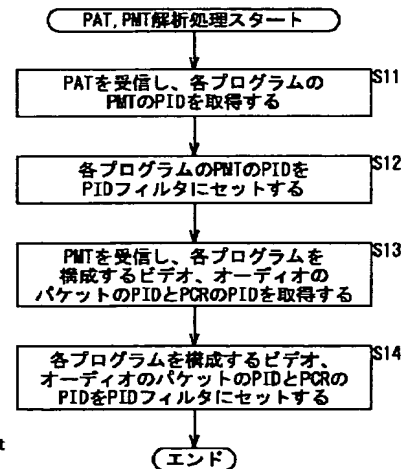 PAT,PMT解析処理スタート
S11
PATを受信し、各プログラムの
PMTのPIDを取得する
S12
各プログラムのPMTのPIDを
PIDフィルタにセットする
S13
PMTを受信し、各プログラムを
構成するビデオ、オーディオの
パケットのPIDとPCRのPIDを取得する
S14
各プログラムを構成するビデオ、
オーディオのパケットのPIDとPCRの
PIDをPIDフィルタにセットする
t
エンド